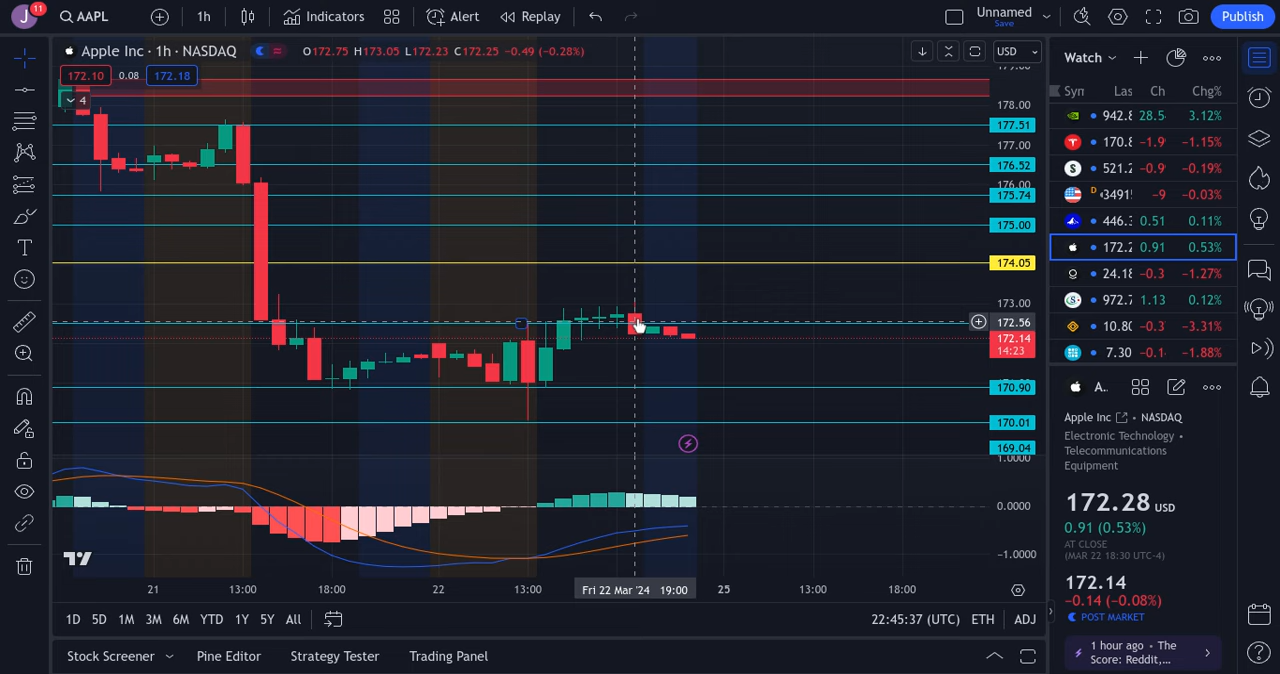 J 11 AAPL 1h Indicators Alert Replay Unnamed Save Publish
Apple Inc · 1h · NASDAQ O172.75 H173.05 L172.23 C172.25 −0.49 (−0.28%) USD
172.10 0.08 172.18
4
179.00
178.00
177.51
177.00
176.52
176.00
175.74
175.00
174.05
173.00
172.56
172.14
14:23
170.90
170.01
169.04
1.0000
0.0000
−1.0000
21 13:00 18:00 22 13:00 Fri 22 Mar '24 19:00 25 13:00 18:00
1D 5D 1M 3M 6M YTD 1Y 5Y All 22:45:37 (UTC) ETH ADJ
Stock Screener Pine Editor Strategy Tester Trading Panel
Watch
Syn Las Ch Chg%
942.8 28.5 3.12%
170.8 −1.9 −1.15%
521.2 −0.9 −0.19%
D 3491 −9 −0.03%
446.3 0.51 0.11%
172.2 0.91 0.53%
24.18 −0.3 −1.27%
972.7 1.13 0.12%
10.80 −0.3 −3.31%
7.30 −0.1 −1.88%
A..
Apple Inc • NASDAQ
Electronic Technology •
Telecommunications
Equipment
172.28 USD
0.91 (0.53%)
AT CLOSE
(MAR 22 18:30 UTC-4)
172.14
−0.14 (−0.08%)
POST MARKET
1 hour ago • The
Score: Reddit,...